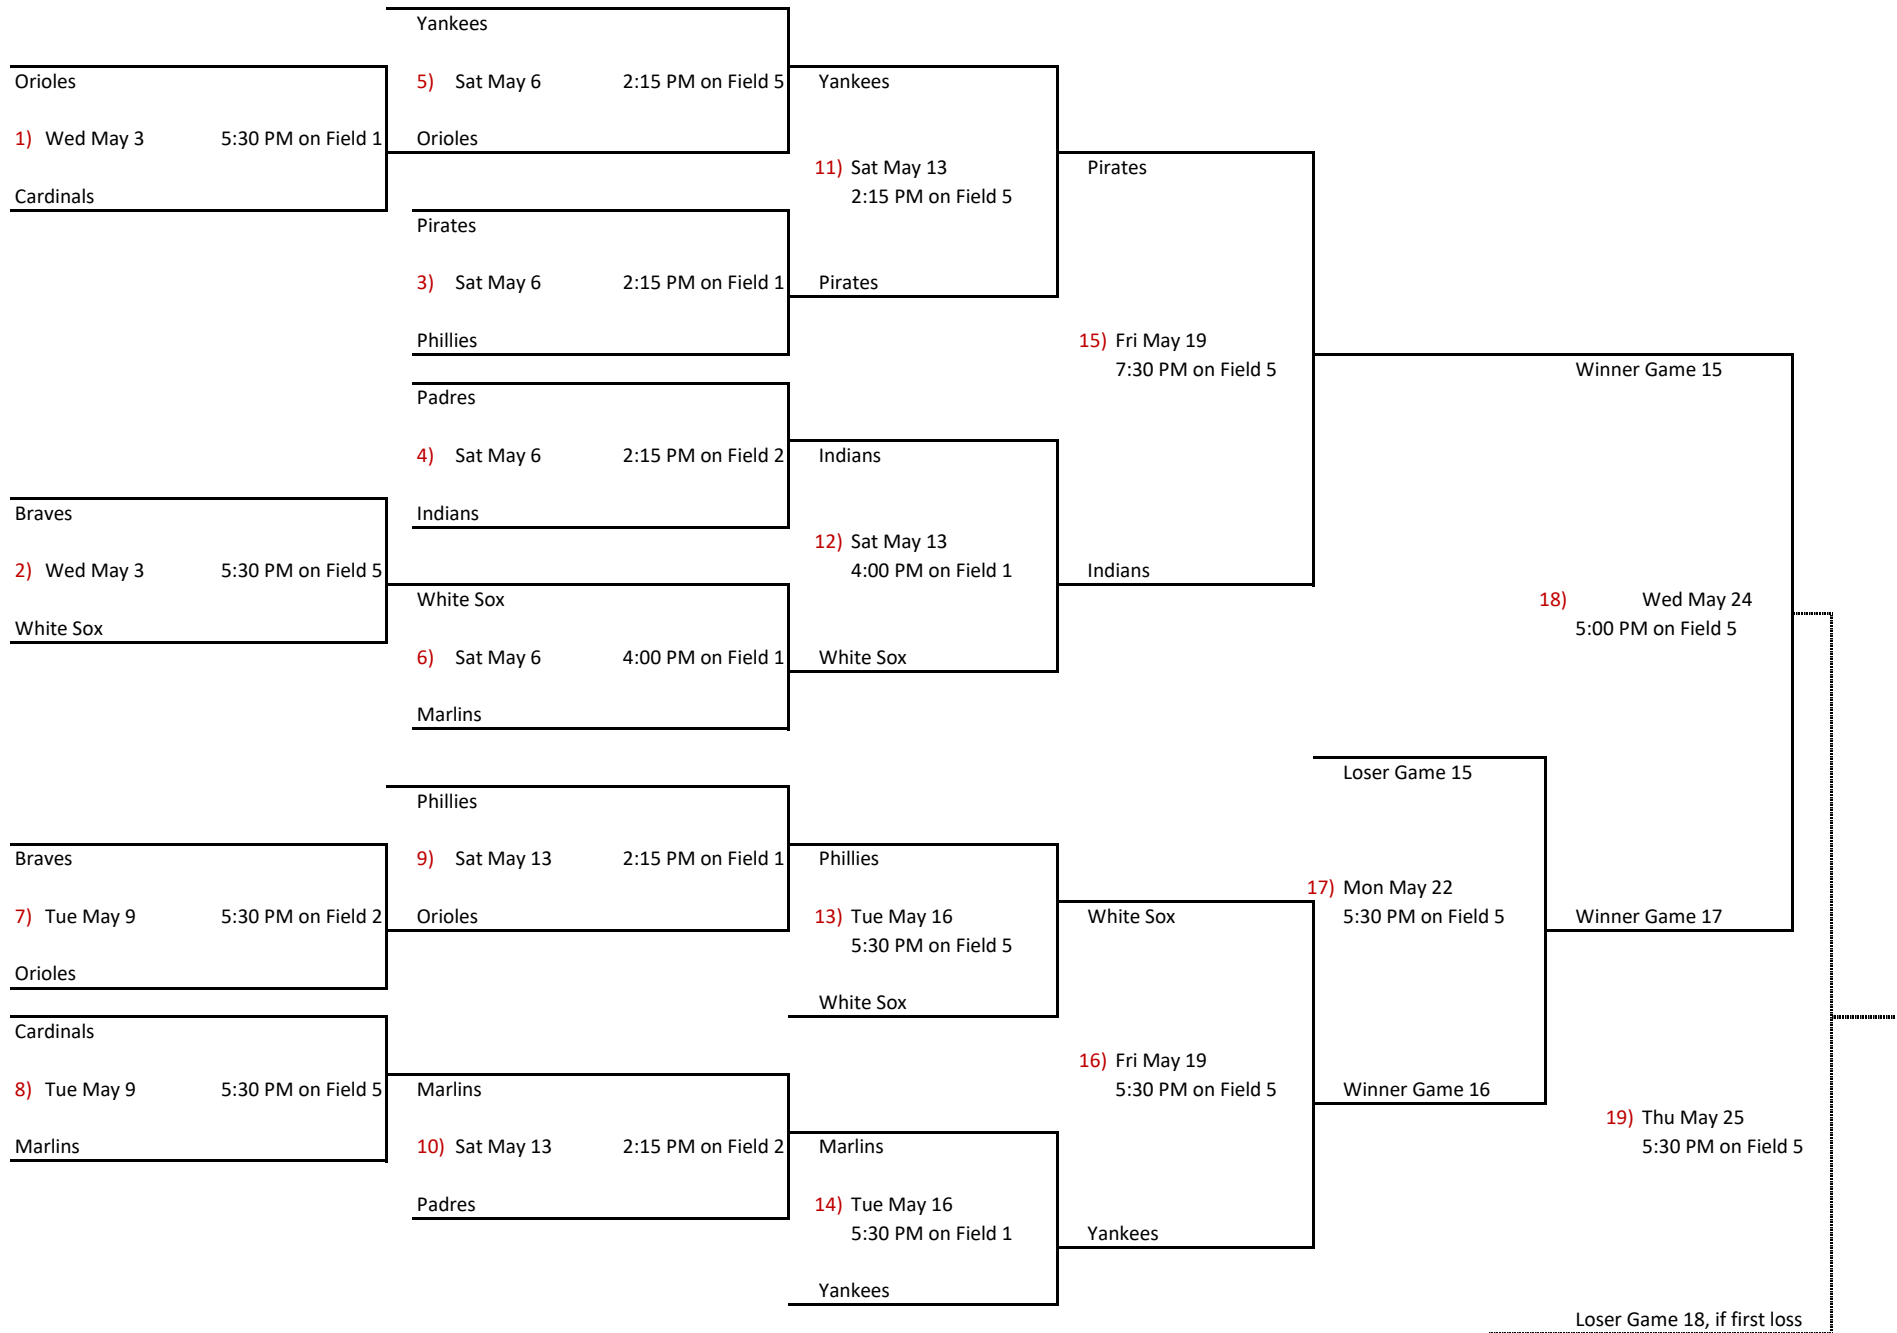 Yankees
Orioles
5) Sat May 6 2:15 PM on Field 5
Yankees
1) Wed May 3 5:30 PM on Field 1
Orioles
11) Sat May 13
Pirates
Cardinals
2:15 PM on Field 5
Pirates
3) Sat May 6 2:15 PM on Field 1
Pirates
Phillies
15) Fri May 19
7:30 PM on Field 5
Winner Game 15
Padres
4) Sat May 6 2:15 PM on Field 2
Indians
Braves
Indians
12) Sat May 13
2) Wed May 3 5:30 PM on Field 5
4:00 PM on Field 1
Indians
White Sox
18) Wed May 24
White Sox
5:00 PM on Field 5
6) Sat May 6 4:00 PM on Field 1
White Sox
Marlins
Loser Game 15
Phillies
Braves
9) Sat May 13 2:15 PM on Field 1
Phillies
17) Mon May 22
7) Tue May 9 5:30 PM on Field 2
Orioles
13) Tue May 16
White Sox
5:30 PM on Field 5
Winner Game 17
5:30 PM on Field 5
Orioles
White Sox
Cardinals
16) Fri May 19
8) Tue May 9 5:30 PM on Field 5
Marlins
5:30 PM on Field 5
Winner Game 16
19) Thu May 25
Marlins
10) Sat May 13 2:15 PM on Field 2
Marlins
5:30 PM on Field 5
Padres
14) Tue May 16
5:30 PM on Field 1
Yankees
Yankees
Loser Game 18, if first loss